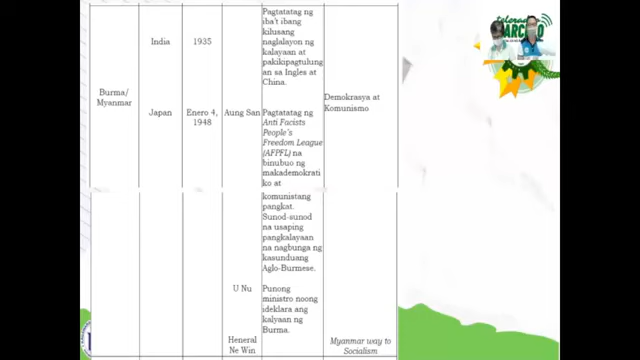 Pagtatatag ng
iba't ibang
kilusang
India 1935 naglalayon ng
kalayaan at
pakikipagtulung
an sa Ingles at
China.
Burma/
Myanmar
Demokrasya at
Komunismo
Japan Enero 4, Aung San Pagtatatag ng
1948 Anti Facists
People's
Freedom League
(AFPFL) na
binubuo ng
makademokrati
ko at
komunistang
pangkat.
Sunod-sunod
na usaping
pangkalayaan
na nagbunga ng
kasunduang
Aglo-Burmese.
U Nu Punong
ministro noong
ideklara ang
kalyaan ng
Burma.
Heneral Myanmar way to
Ne Win Socialism